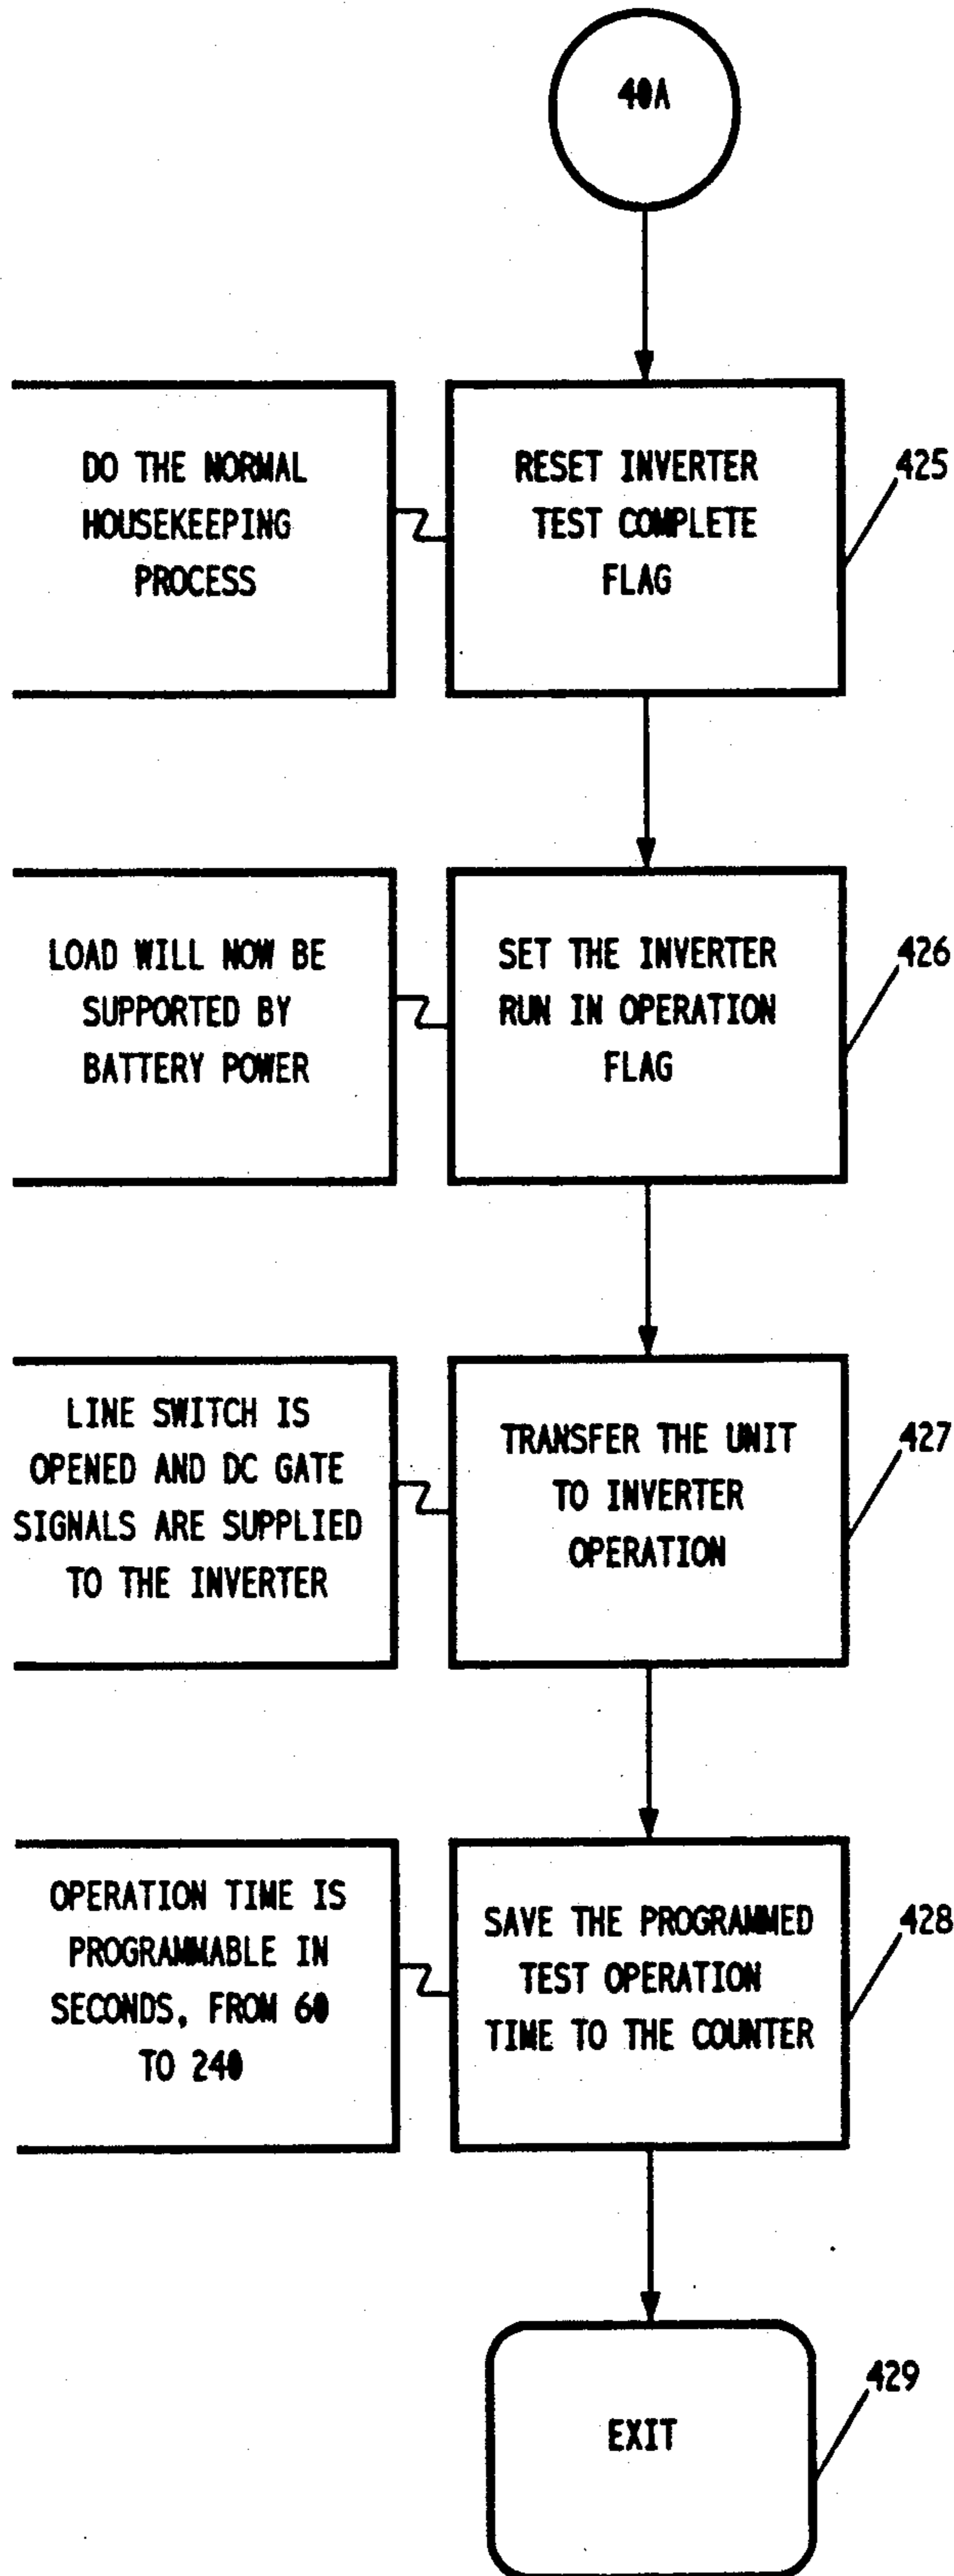 40A
DO THE NORMAL
HOUSEKEEPING
PROCESS
RESET INVERTER
TEST COMPLETE
FLAG
425
LOAD WILL NOW BE
SUPPORTED BY
BATTERY POWER
SET THE INVERTER
RUN IN OPERATION
FLAG
426
LINE SWITCH IS
OPENED AND DC GATE
SIGNALS ARE SUPPLIED
TO THE INVERTER
TRANSFER THE UNIT
TO INVERTER
OPERATION
427
OPERATION TIME IS
PROGRAMMABLE IN
SECONDS, FROM 60
TO 240
SAVE THE PROGRAMMED
TEST OPERATION
TIME TO THE COUNTER
428
EXIT
429